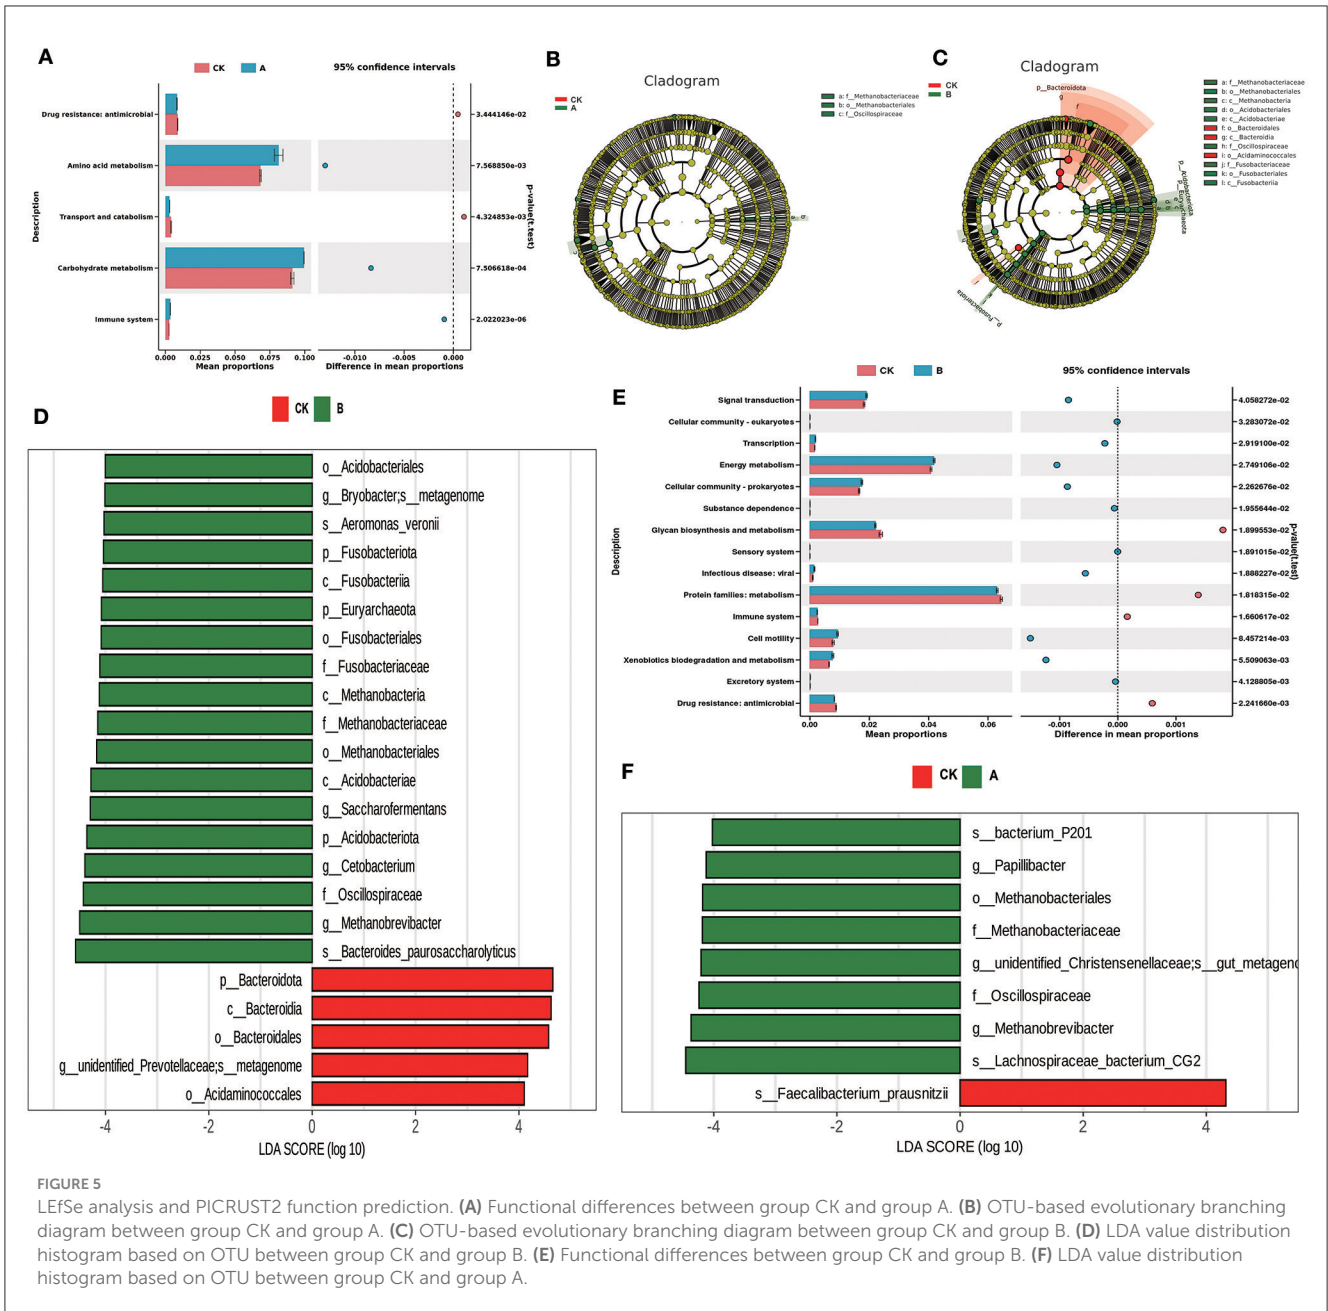 A
CK
A
95% confidence intervals
Drug resistance: antimicrobial
Amino acid metabolism
Transport and catabolism
Carbohydrate metabolism
Immune system
Description
3.444146e-02
7.568850e-03
4.324853e-03
7.506618e-04
2.022023e-06
p-value(t.test)
0.000 0.025 0.050 0.075 0.100
Mean proportions
-0.010 -0.005 0.000
Difference in mean proportions
B
Cladogram
CK
A
a: f__Methanobacteriaceae
b: o__Methanobacteriales
c: f__Oscillospiraceae
C
Cladogram
CK
B
p__Bacteroidota
p__Acidobacteriota
p__Euryarchaeota
p__Fusobacteriota
a: f__Methanobacteriaceae
b: o__Methanobacteriales
c: c__Methanobacteria
d: o__Acidobacteriales
e: c__Acidobacteriae
f: o__Bacteroidales
g: c__Bacteroidia
h: f__Oscillospiraceae
i: o__Acidaminococcales
j: f__Fusobacteriaceae
k: o__Fusobacteriales
l: c__Fusobacteriia
D
CK
B
o__Acidobacteriales
g__Bryobacter;s__metagenome
s__Aeromonas_veronii
p__Fusobacteriota
c__Fusobacteriia
p__Euryarchaeota
o__Fusobacteriales
f__Fusobacteriaceae
c__Methanobacteria
f__Methanobacteriaceae
o__Methanobacteriales
c__Acidobacteriae
g__Saccharofermentans
p__Acidobacteriota
g__Cetobacterium
f__Oscillospiraceae
g__Methanobrevibacter
s__Bacteroides_paurosaccharolyticus
p__Bacteroidota
c__Bacteroidia
o__Bacteroidales
g__unidentified_Prevotellaceae;s__metagenome
o__Acidaminococcales
-4 -2 0 2 4
LDA SCORE (log 10)
E
CK
B
95% confidence intervals
Signal transduction
Cellular community - eukaryotes
Transcription
Energy metabolism
Cellular community - prokaryotes
Substance dependence
Glycan biosynthesis and metabolism
Sensory system
Infectious disease: viral
Protein families: metabolism
Immune system
Cell motility
Xenobiotics biodegradation and metabolism
Excretory system
Drug resistance: antimicrobial
Description
4.058272e-02
3.283072e-02
2.919100e-02
2.749106e-02
2.262676e-02
1.955644e-02
1.899553e-02
1.891015e-02
1.888227e-02
1.818315e-02
1.660617e-02
8.457214e-03
5.509063e-03
4.128805e-03
2.241660e-03
p-value(t.test)
0.00 0.02 0.04 0.06
Mean proportions
-0.001 0.000 0.001
Difference in mean proportions
F
CK
A
s__bacterium_P201
g__Papillibacter
o__Methanobacteriales
f__Methanobacteriaceae
g__unidentified_Christensenellaceae;s__gut_metageno
f__Oscillospiraceae
g__Methanobrevibacter
s__Lachnospiraceae_bacterium_CG2
s__Faecalibacterium_prausnitzii
-4 -2 0 2 4
LDA SCORE (log 10)
FIGURE 5
LEfSe analysis and PICRUST2 function prediction. (A) Functional differences between group CK and group A. (B) OTU-based evolutionary branching
diagram between group CK and group A. (C) OTU-based evolutionary branching diagram between group CK and group B. (D) LDA value distribution
histogram based on OTU between group CK and group B. (E) Functional differences between group CK and group B. (F) LDA value distribution
histogram based on OTU between group CK and group A.